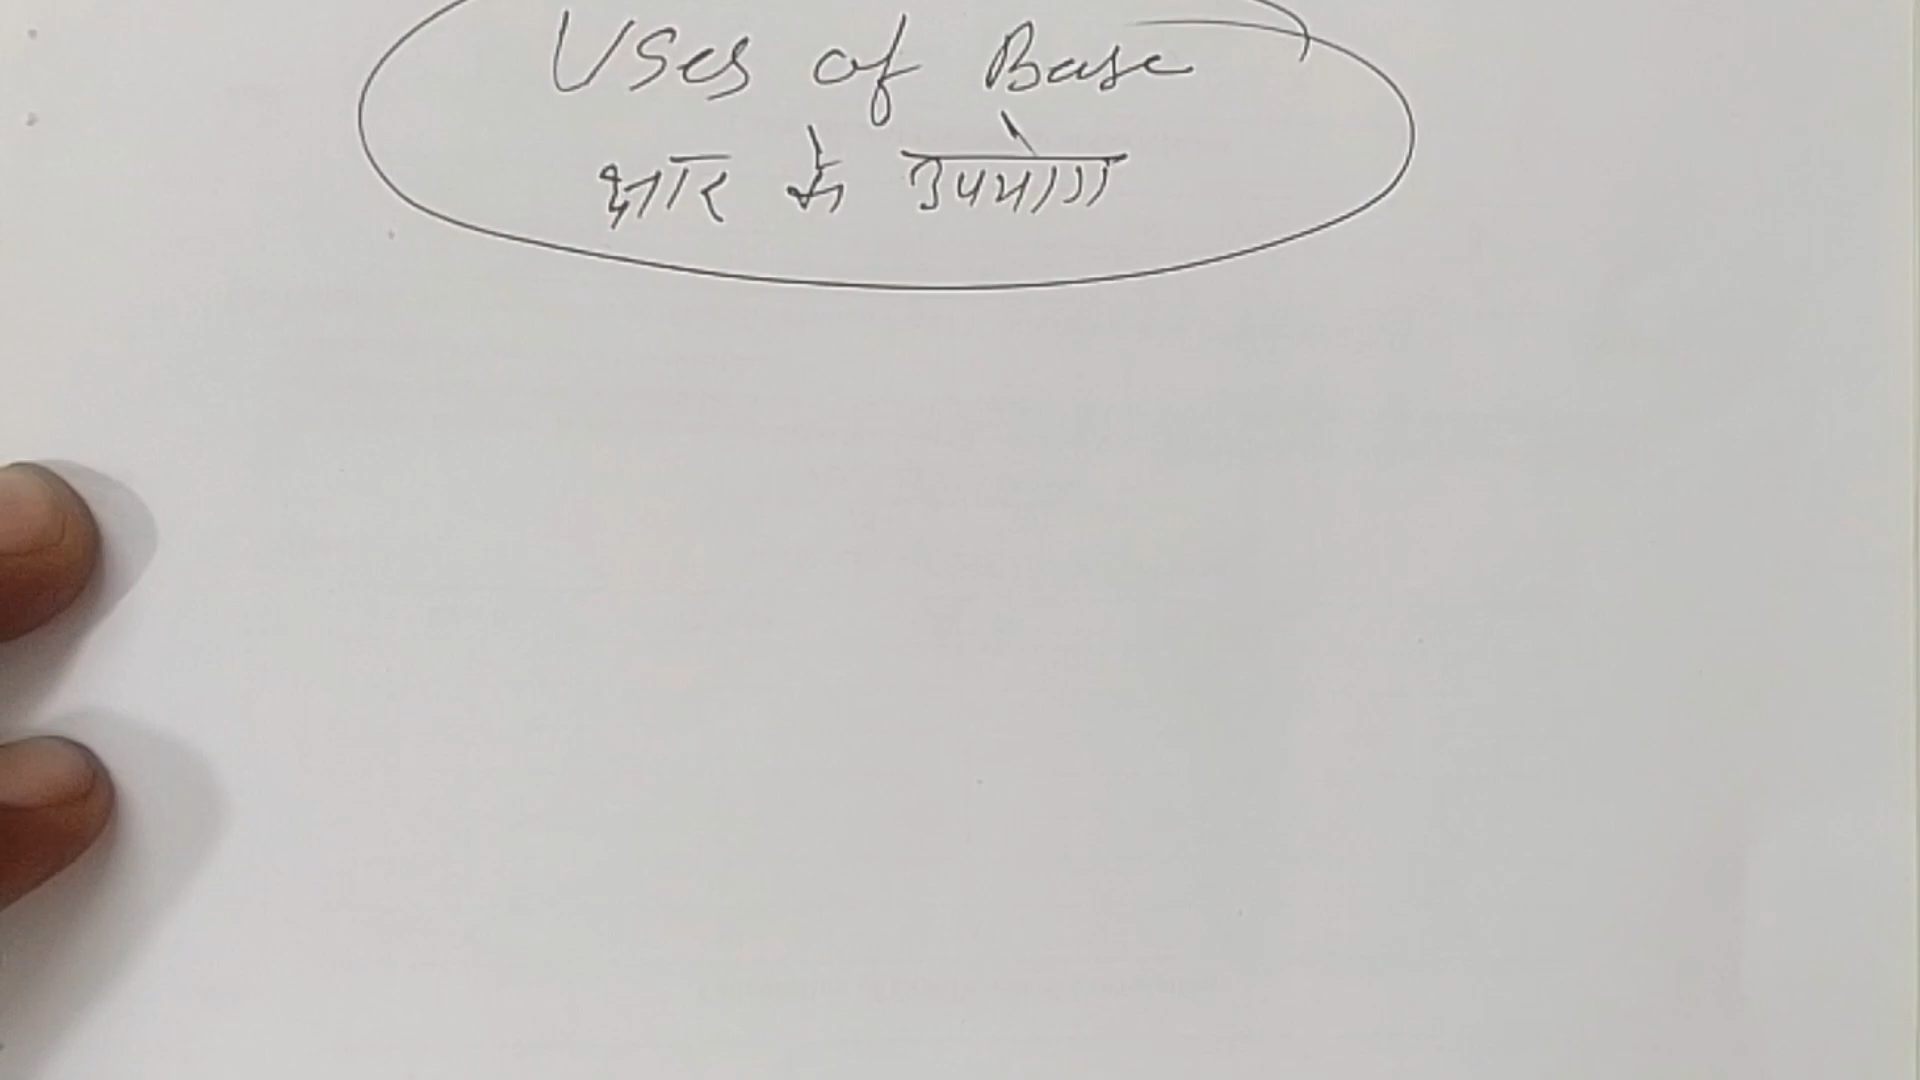 Uses of Base
क्षार के उपयोग